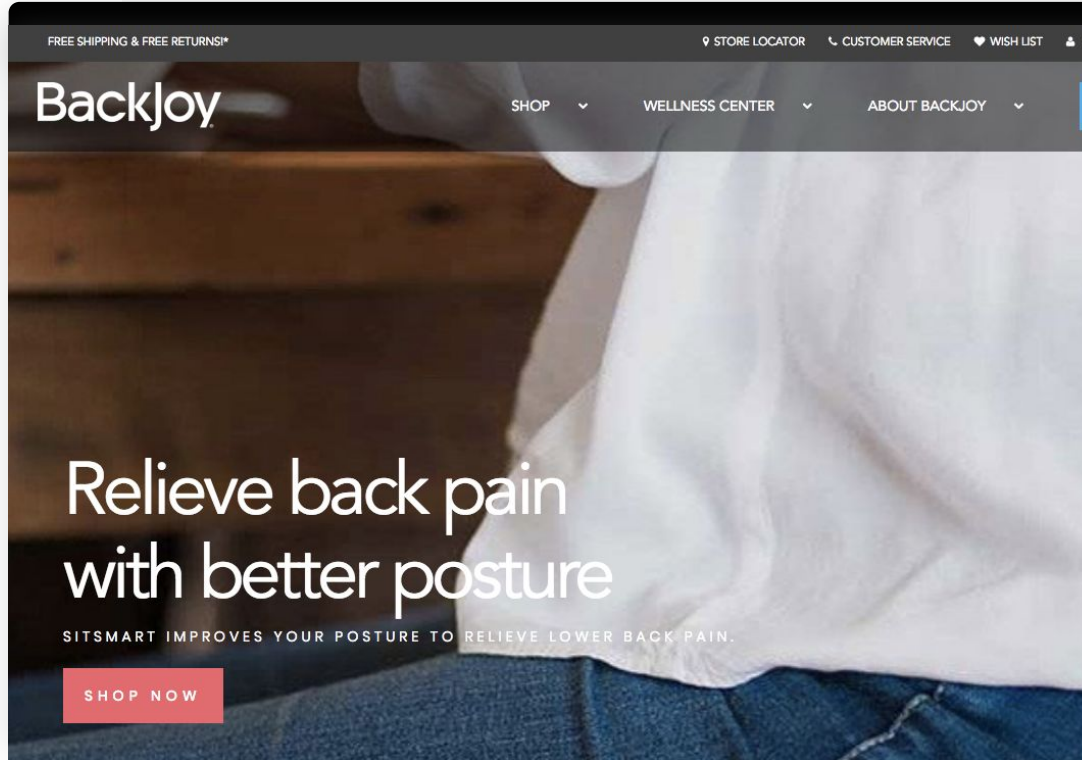 FREE SHIPPING & FREE RETURNS!*
STORE LOCATOR CUSTOMER SERVICE WISH LIST
BackJoy
SHOP WELLNESS CENTER ABOUT BACKJOY
Relieve back pain
with better posture
SITSMART IMPROVES YOUR POSTURE TO RELIEVE LOWER BACK PAIN.
SHOP NOW